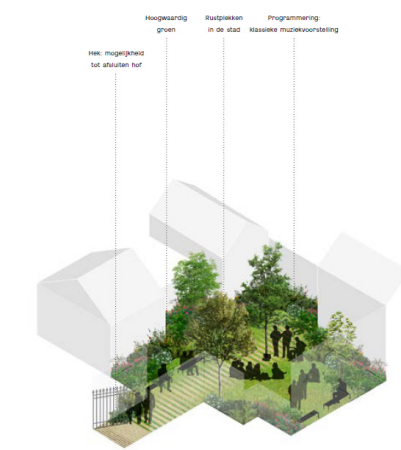 Hoogwaardig
groen
Rustplekken
in de stad
Programmering:
klassieke muziekvoorstelling
Hek: mogelijkheid
tot afsluiten hof